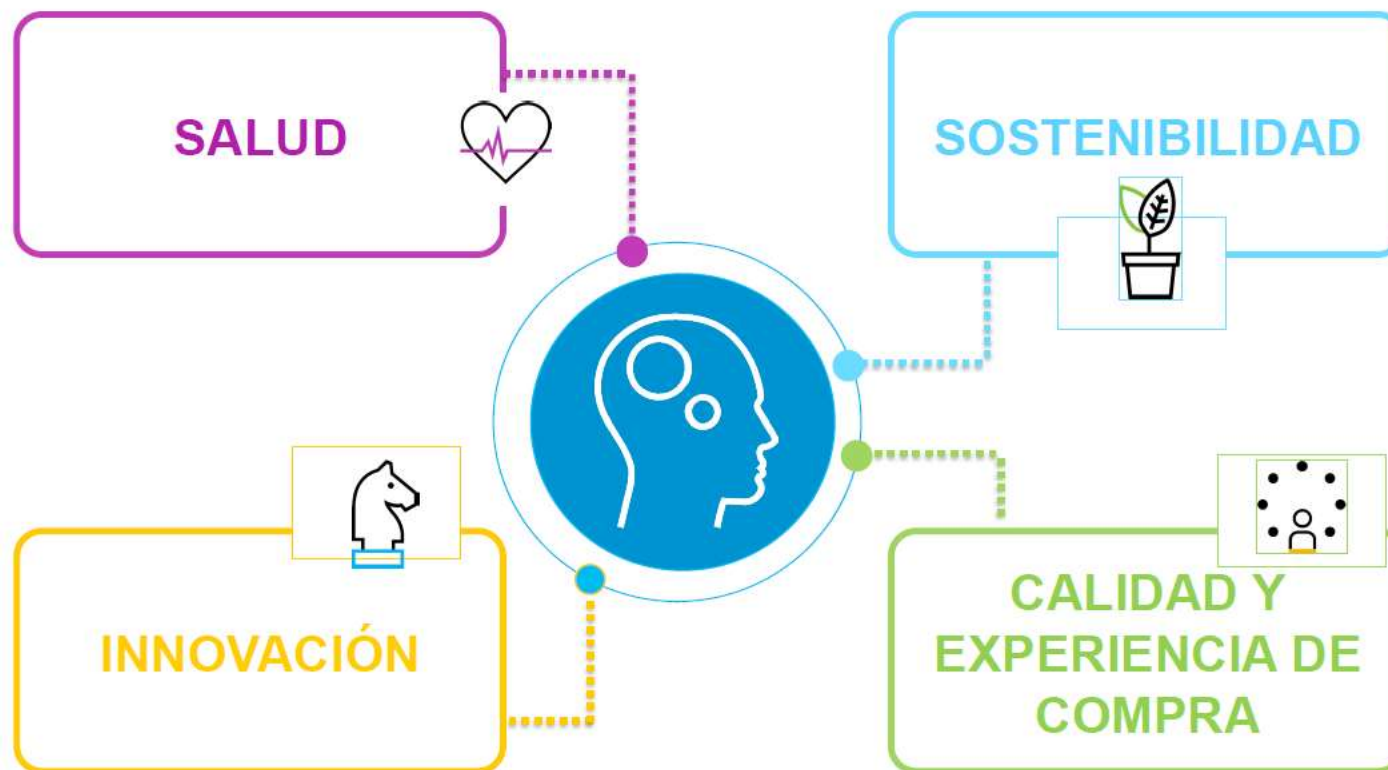 SALUD
SOSTENIBILIDAD
INNOVACIÓN
CALIDAD Y
EXPERIENCIA DE
COMPRA